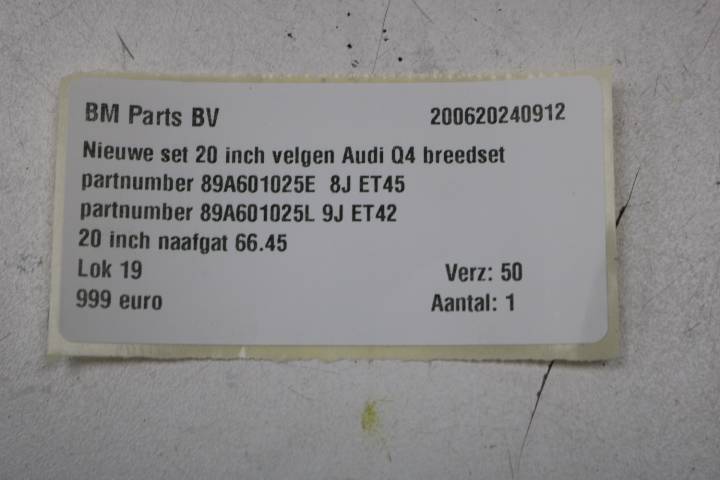 BM Parts BV 200620240912
Nieuwe set 20 inch velgen Audi Q4 breedset
partnumber 89A601025E 8J ET45
partnumber 89A601025L 9J ET42
20 inch naafgat 66.45
Lok 19 Verz: 50
999 euro Aantal: 1